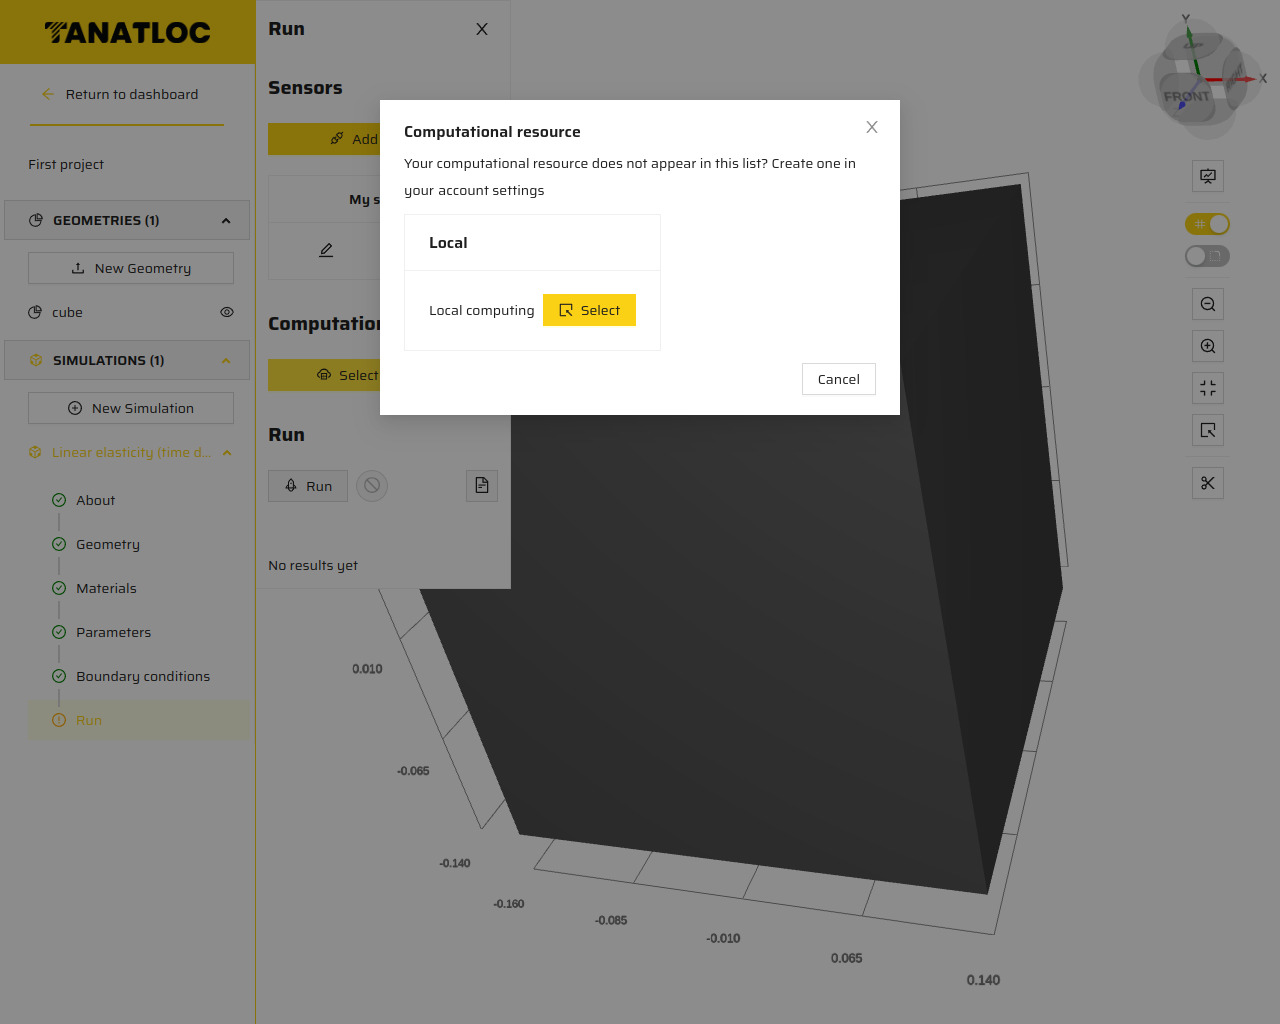 TANATLOC
Return to dashboard
First project
GEOMETRIES (1)
New Geometry
cube
SIMULATIONS (1)
New Simulation
Linear elasticity (time d...
About
Geometry
Materials
Parameters
Boundary conditions
Run
Run
Sensors
Add
My s
Computation
Select
Run
Run
No results yet
Computational resource
Your computational resource does not appear in this list? Create one in
your account settings
Local
Local computing
Select
Cancel
Y
X
FRONT
0.010
-0.065
-0.140
-0.160
-0.085
-0.010
0.065
0.140